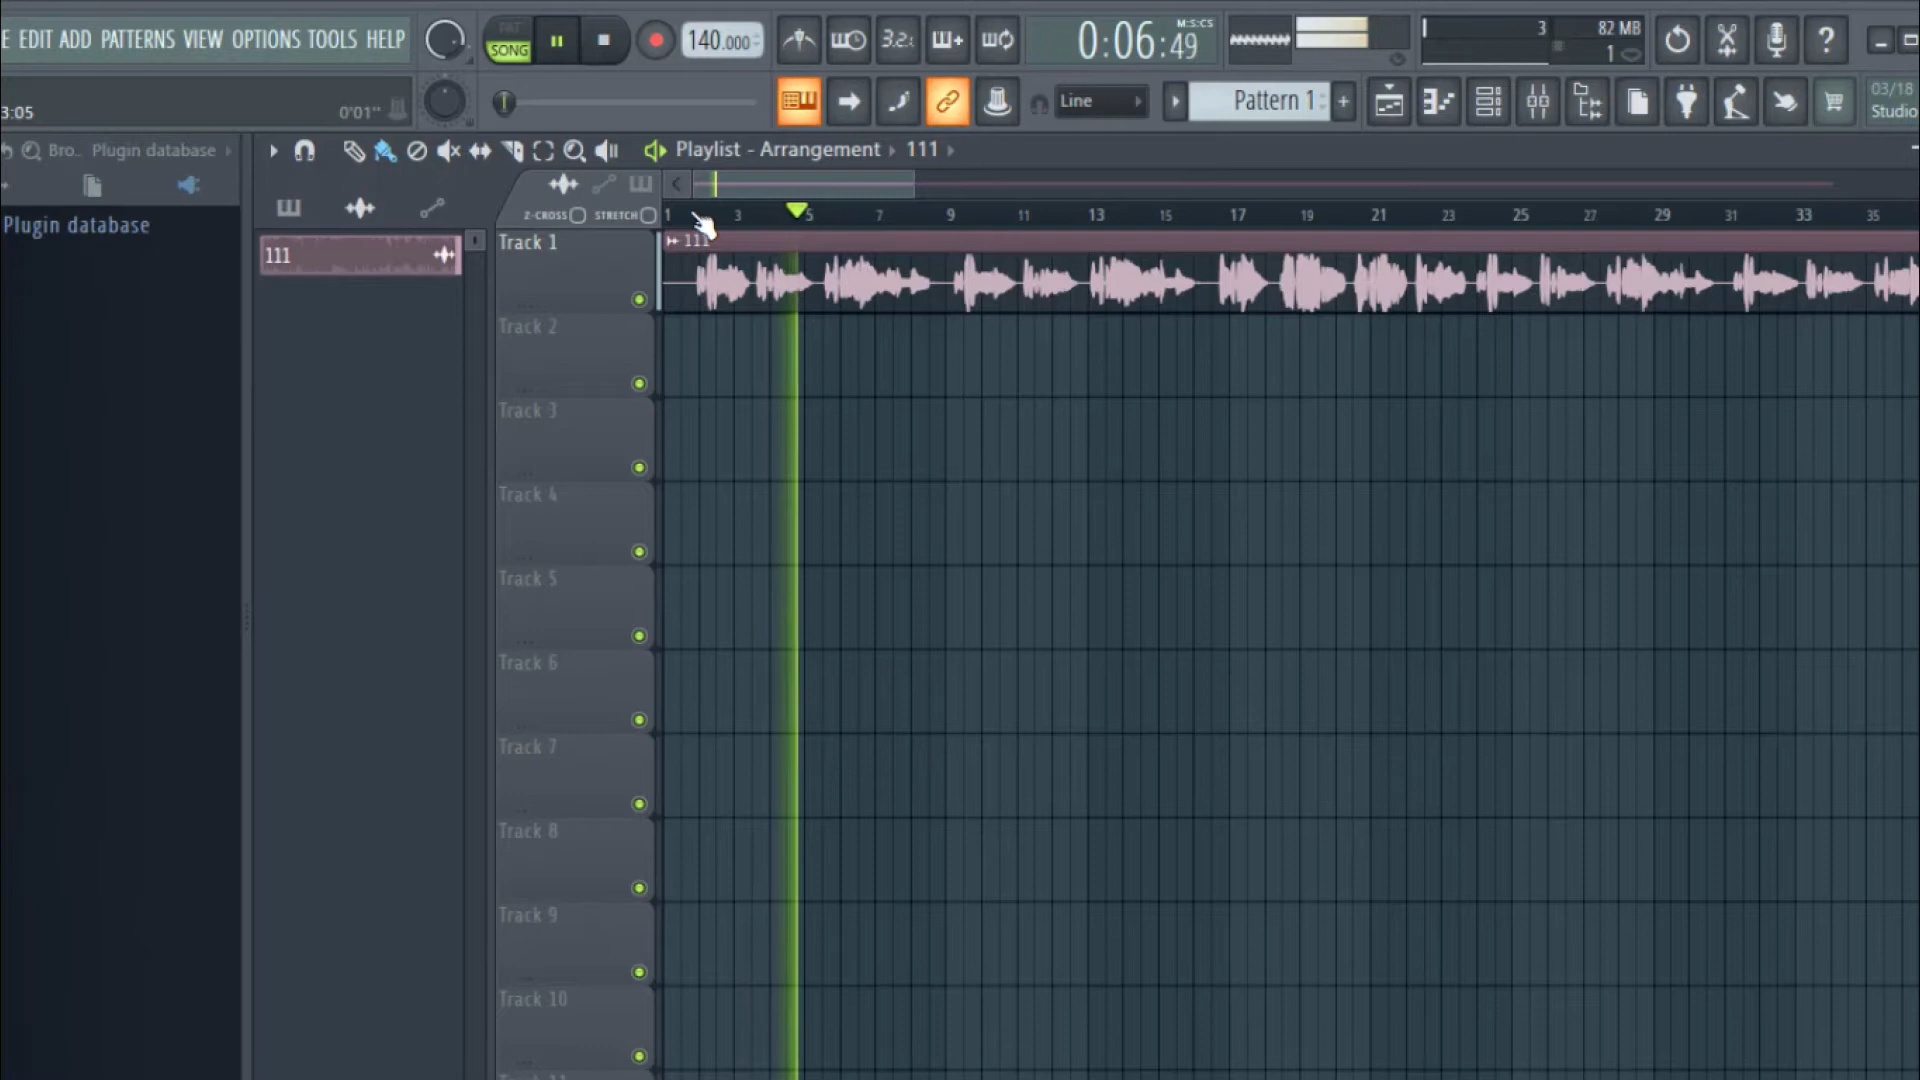 E EDIT ADD PATTERNS VIEW OPTIONS TOOLS HELP
PAT
SONG
140.000
3.2.
0:06:49
M:S:CS
3
82 MB
1
3:05
0'01"
Line
Pattern 1
+
03/18
Studio
Bro.. Plugin database
Playlist - Arrangement
111
Z-CROSS
STRETCH
1 3 5 7 9 11 13 15 17 19 21 23 25 27 29 31 33 35
Plugin database
111
Track 1
111
Track 2
Track 3
Track 4
Track 5
Track 6
Track 7
Track 8
Track 9
Track 10